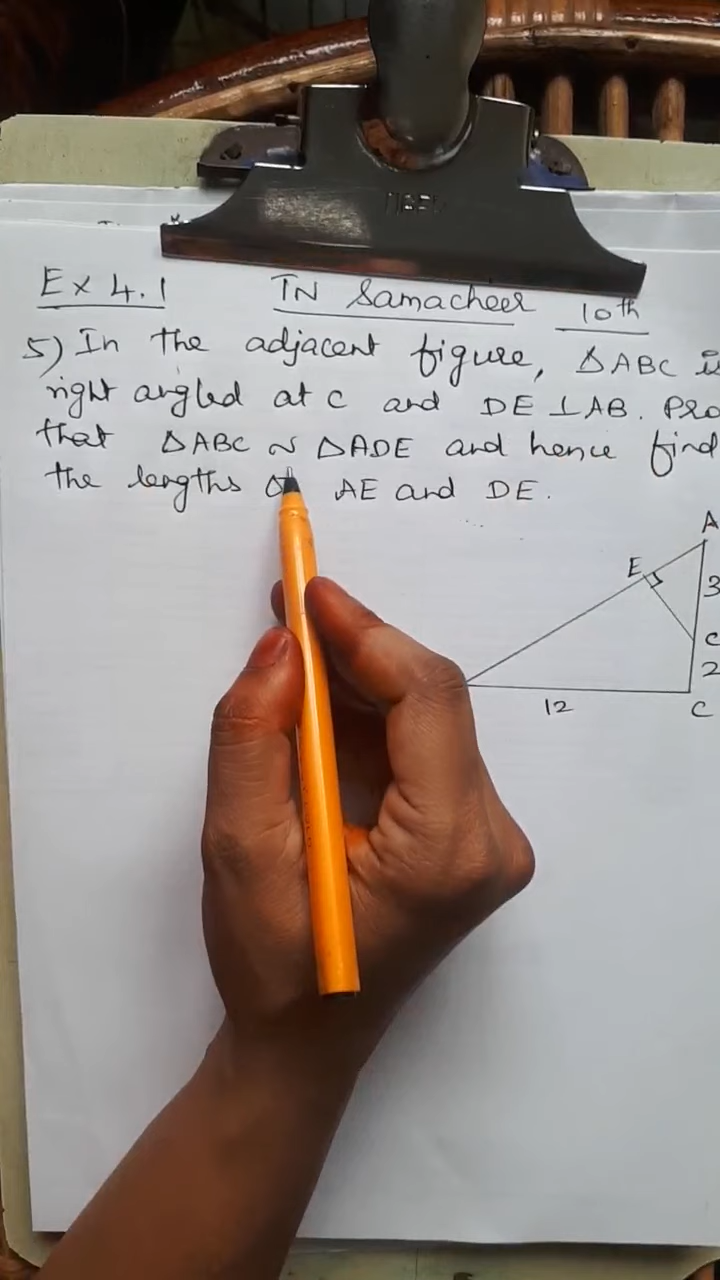 Ex 4.1 TN Samacheer 10th
5) In the adjacent figure, ΔABC is
right angled at C and DE ⊥ AB. Pro
that ΔABC ~ ΔADE and hence find
the lengths AE and DE.
A
E 3
C
2
12 C